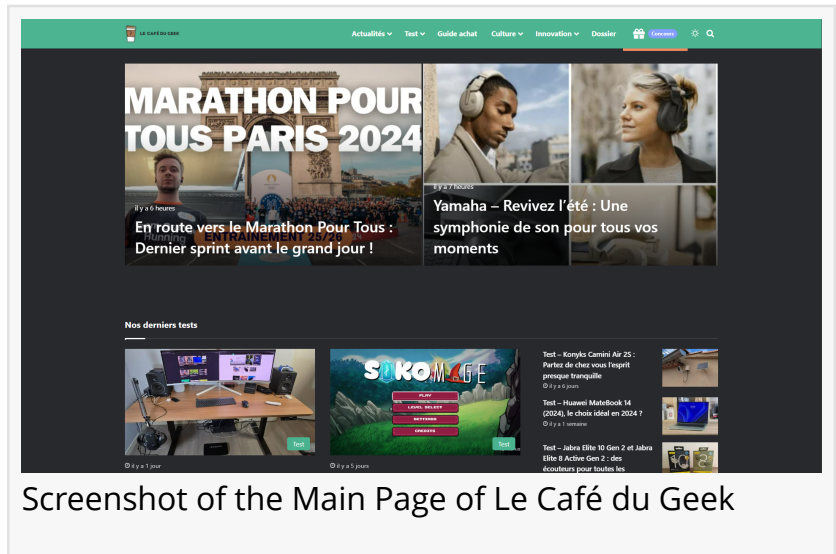 LE CAFÉ DU GEEK
Actualités
Test
Guide achat
Culture
Innovation
Dossier
Concours
MARATHON POUR
TOUS PARIS 2024
il y a 6 heures
En route vers le Marathon Pour Tous :
Dernier sprint avant le grand jour !
Running
ENTRAÎNEMENT 25/26
il y a 7 heures
Yamaha – Revivez l'été : Une
symphonie de son pour tous vos
moments
Nos derniers tests
Test
il y a 1 jour
SOKOMAGE
PLAY
LEVEL SELECT
SETTINGS
CREDITS
Test
il y a 5 jours
Test – Konyks Camini Air 2S :
Partez de chez vous l'esprit
presque tranquille
il y a 6 jours
Test – Huawei MateBook 14
(2024), le choix idéal en 2024 ?
il y a 1 semaine
Test – Jabra Elite 10 Gen 2 et Jabra
Elite 8 Active Gen 2 : des
écouteurs pour toutes les
Screenshot of the Main Page of Le Café du Geek